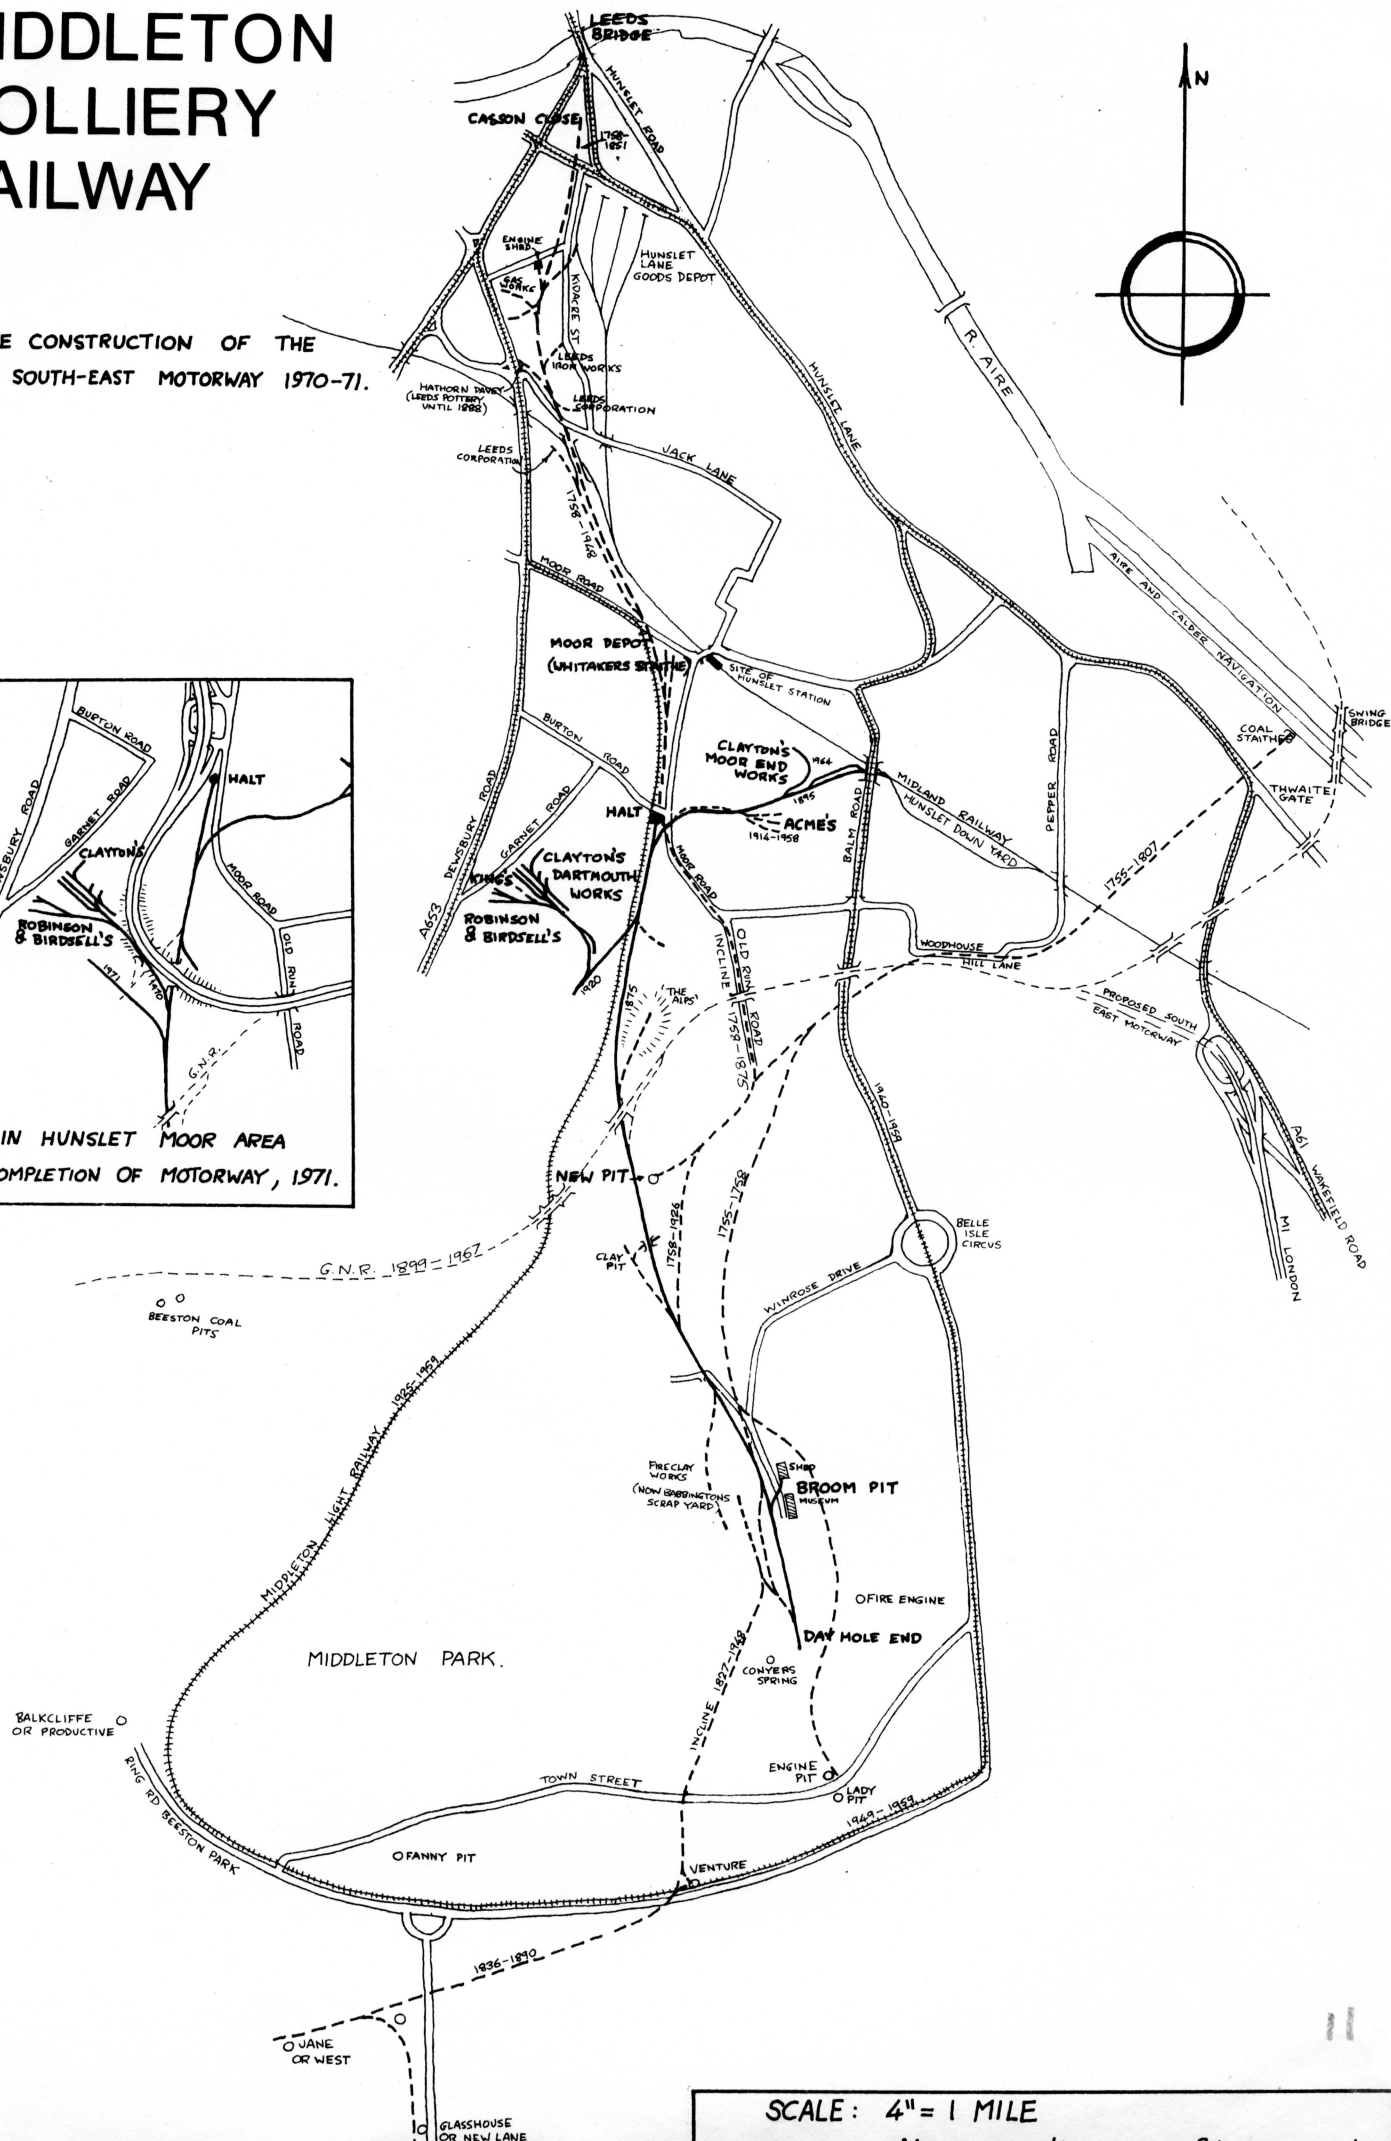 IDDLETON
OLLIERY
AILWAY
E CONSTRUCTION OF THE
SOUTH-EAST MOTORWAY 1970-71.
LEEDS
BRIDGE
HUNSLET ROAD
CASSON CLOSE
1758-
1851
N
ENGINE
SHED
GAS
WORKS
KIDACRE ST
HUNSLET
LANE
GOODS DEPOT
LEEDS
IRON WORKS
HATHORN DAVEY
(LEEDS POTTERY
UNTIL 1888)
LEEDS
CORPORATION
LEEDS
CORPORATION
JACK LANE
HUNSLET LANE
R. AIRE
1758-1948
MOOR ROAD
AIRE AND CALDER NAVIGATION
MOOR DEPOT
(WHITAKERS STAITHE)
SITE OF
HUNSLET STATION
SWING
BRIDGE
COAL
STAITHES
THWAITE
GATE
BURTON ROAD
CLAYTON'S
MOOR END
WORKS
1964
1895
MIDLAND RAILWAY
HUNSLET DOWN YARD
PEPPER ROAD
BALM ROAD
HALT
ACME'S
1914-1958
1755-1807
DEWSBURY ROAD
A653
GARNET ROAD
MOOR ROAD
CLAYTON'S
DARTMOUTH
WORKS
KING'S
ROBINSON
& BIRDSELL'S
1920
OLD RUN ROAD
INCLINE 1758-1875
WOODHOUSE
HILL LANE
1875
'THE
ALPS'
PROPOSED SOUTH
EAST MOTORWAY
1940-1959
A61 WAKEFIELD ROAD
M1 LONDON
BURTON ROAD
WSBURY ROAD
GARNET ROAD
HALT
CLAYTON'S
MOOR ROAD
ROBINSON
& BIRDSELL'S
1971
1970
OLD RUN
ROAD
G.N.R.
IN HUNSLET MOOR AREA
OMPLETION OF MOTORWAY, 1971.
NEW PIT
1758-1926
1755-1758
CLAY
PIT
BELLE
ISLE
CIRCUS
WINROSE DRIVE
G.N.R. 1899-1967
BEESTON COAL
PITS
MIDDLETON LIGHT RAILWAY 1925-1959
FIRECLAY
WORKS
(NOW BABBINGTONS
SCRAP YARD)
SHED
BROOM PIT
MUSEUM
FIRE ENGINE
DAY HOLE END
CONYERS
SPRING
INCLINE 1827-1948
MIDDLETON PARK.
BALKCLIFFE
OR PRODUCTIVE
RING RD BEESTON PARK
TOWN STREET
ENGINE
PIT
LADY
PIT
1949-1959
FANNY PIT
VENTURE
1836-1890
JANE
OR WEST
GLASSHOUSE
OR NEW LANE
11
SCALE: 4"= 1 MILE